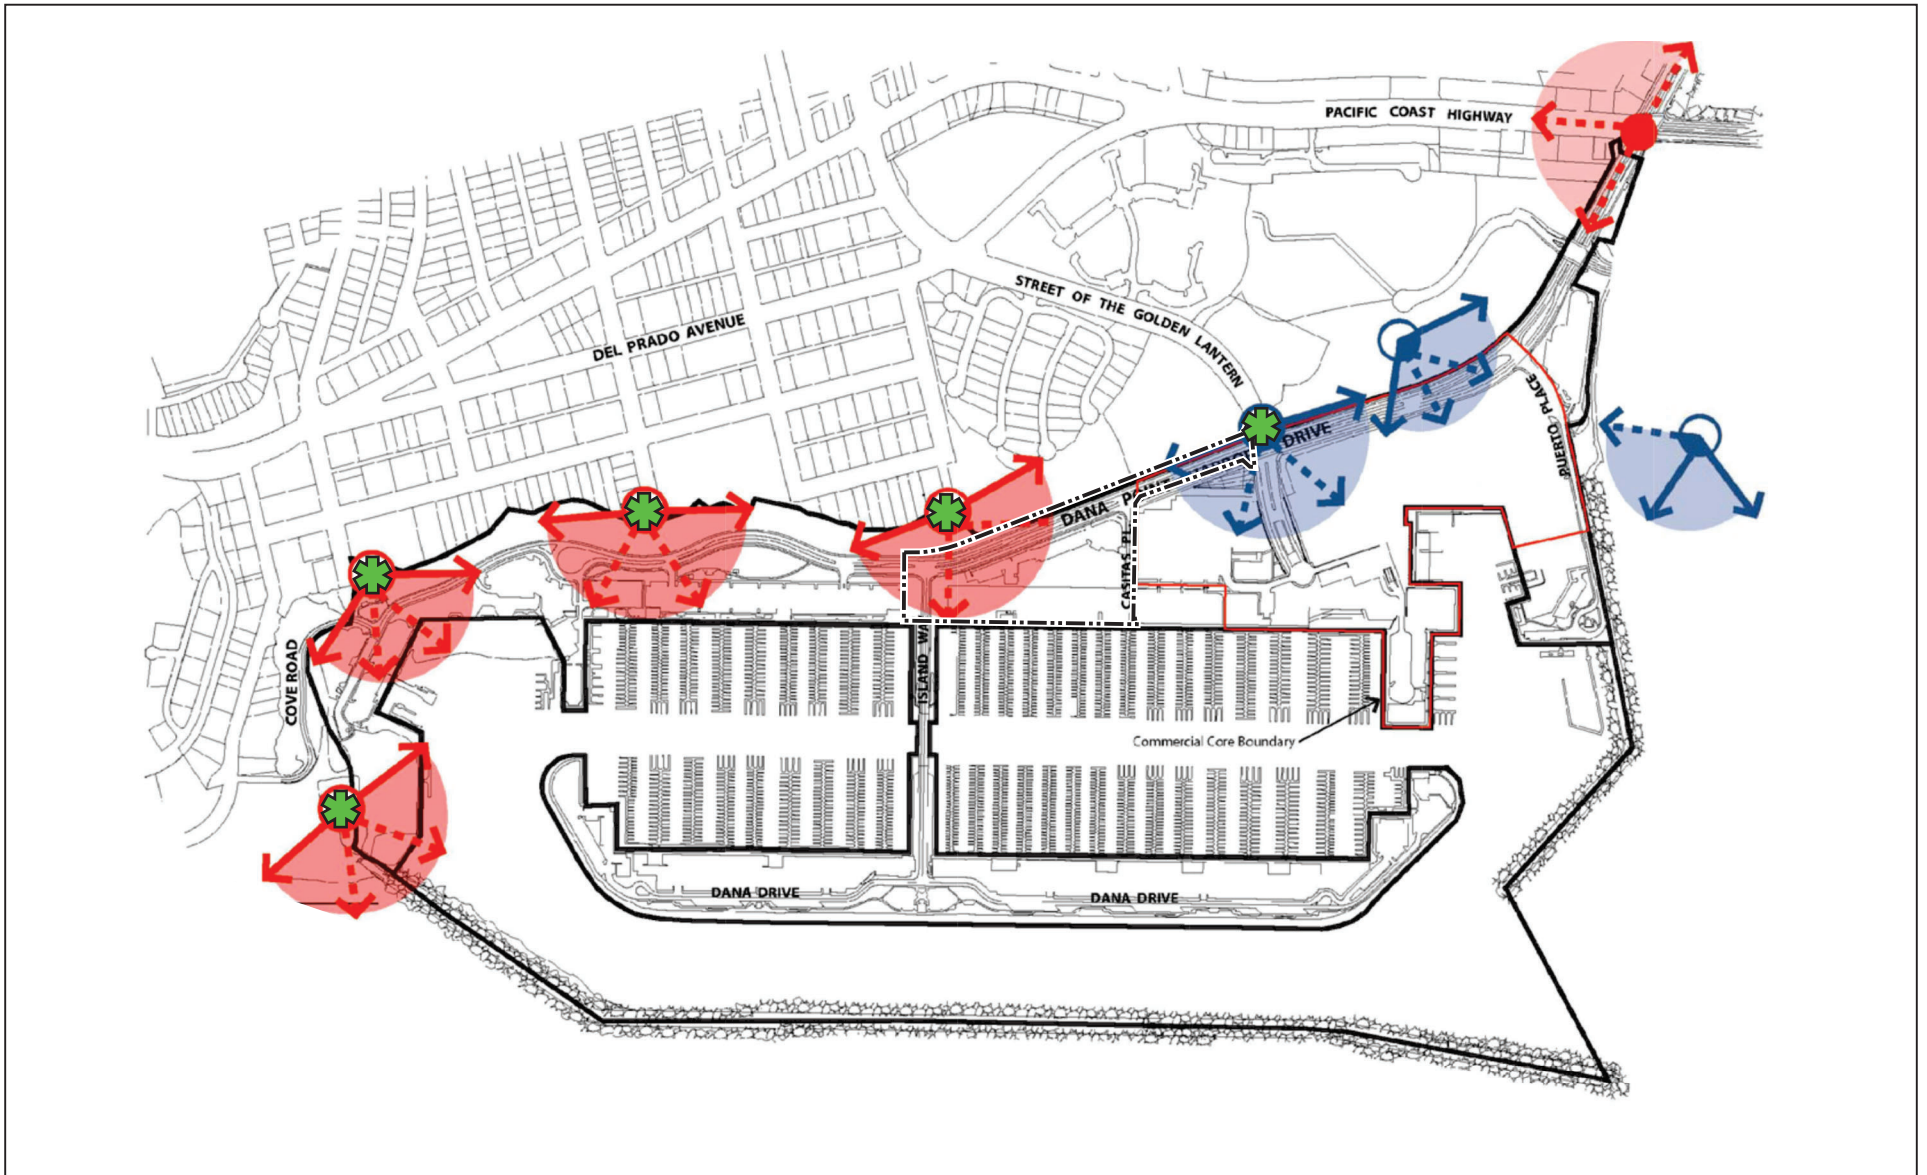 PACIFIC COAST HIGHWAY
STREET OF THE GOLDEN LANTERN
DEL PRADO AVENUE
DANA POINT
DRIVE
PUERTO PLACE
CASITAS PL
COVE ROAD
ISLAND
Commercial Core Boundary
DANA DRIVE
DANA DRIVE